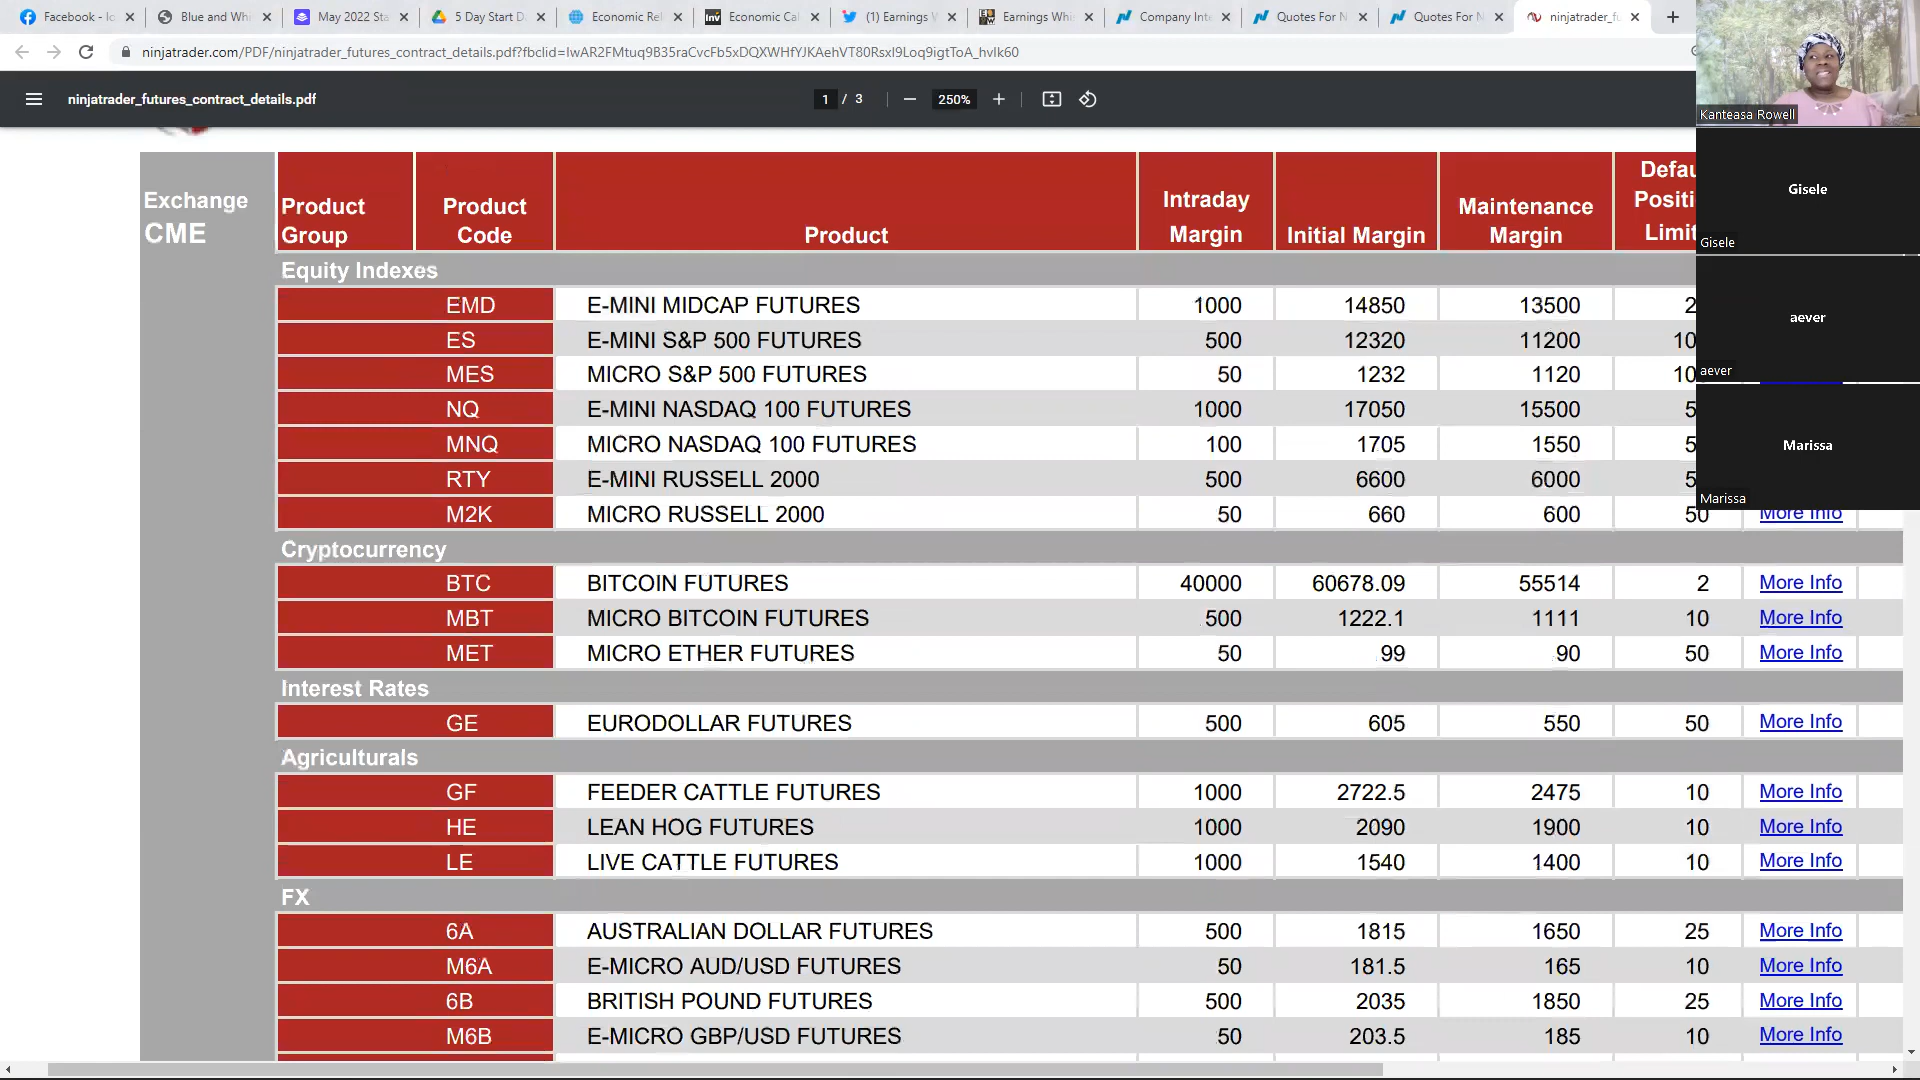 Facebook - lo
Blue and Whi
May 2022 Sta
5 Day Start D
Economic Rel
Economic Cal
(1) Earnings W
Earnings Whis
Company Inte
Quotes For N
Quotes For N
ninjatrader_fu
ninjatrader.com/PDF/ninjatrader_futures_contract_details.pdf?fbclid=IwAR2FMtuq9B35raCvcFb5xDQXWHfYJKAehVT80RsxI9Loq9igtToA_hvIk60
ninjatrader_futures_contract_details.pdf
1 / 3
250%
Kanteasa Rowell
Gisele
Gisele
aever
aever
Marissa
Marissa
Exchange
CME
Product Group Product Code Product Intraday Margin Initial Margin Maintenance Margin Defau Positi Limit
Equity Indexes
EMD E-MINI MIDCAP FUTURES 1000 14850 13500 2
ES E-MINI S&P 500 FUTURES 500 12320 11200 10
MES MICRO S&P 500 FUTURES 50 1232 1120 10
NQ E-MINI NASDAQ 100 FUTURES 1000 17050 15500 5
MNQ MICRO NASDAQ 100 FUTURES 100 1705 1550 5
RTY E-MINI RUSSELL 2000 500 6600 6000 5
M2K MICRO RUSSELL 2000 50 660 600 50 More Info
Cryptocurrency
BTC BITCOIN FUTURES 40000 60678.09 55514 2 More Info
MBT MICRO BITCOIN FUTURES 500 1222.1 1111 10 More Info
MET MICRO ETHER FUTURES 50 99 90 50 More Info
Interest Rates
GE EURODOLLAR FUTURES 500 605 550 50 More Info
Agriculturals
GF FEEDER CATTLE FUTURES 1000 2722.5 2475 10 More Info
HE LEAN HOG FUTURES 1000 2090 1900 10 More Info
LE LIVE CATTLE FUTURES 1000 1540 1400 10 More Info
FX
6A AUSTRALIAN DOLLAR FUTURES 500 1815 1650 25 More Info
M6A E-MICRO AUD/USD FUTURES 50 181.5 165 10 More Info
6B BRITISH POUND FUTURES 500 2035 1850 25 More Info
M6B E-MICRO GBP/USD FUTURES 50 203.5 185 10 More Info